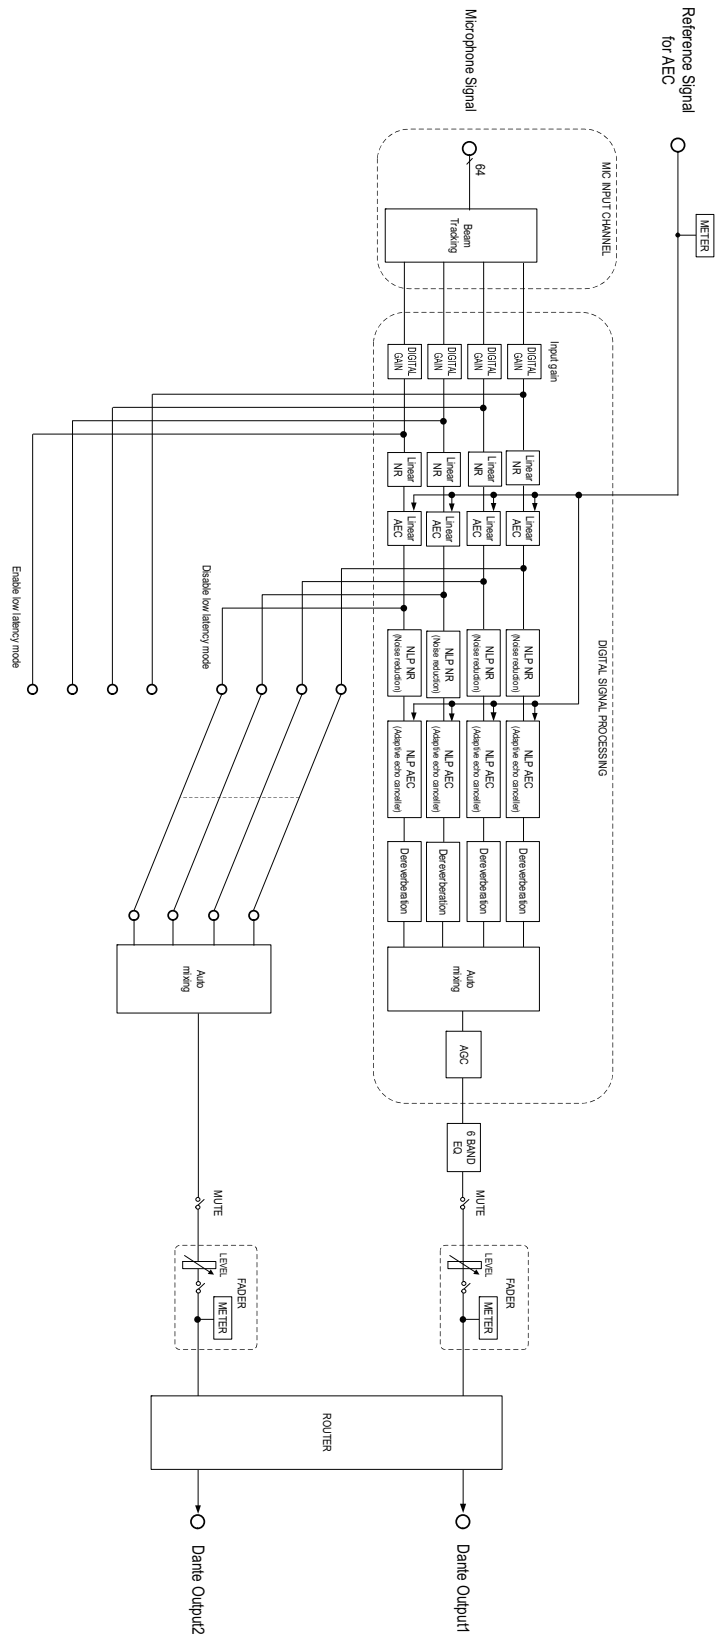 Reference Signal
for AEC
METER
Microphone Signal
MIC INPUT CHANNEL
64
Beam
Tracking
DIGITAL SIGNAL PROCESSING
Input gain
DIGITAL
GAIN
DIGITAL
GAIN
DIGITAL
GAIN
DIGITAL
GAIN
Linear
NR
Linear
NR
Linear
NR
Linear
NR
Linear
AEC
Linear
AEC
Linear
AEC
Linear
AEC
NLP NR
(Noise reduction)
NLP NR
(Noise reduction)
NLP NR
(Noise reduction)
NLP NR
(Noise reduction)
NLP AEC
(Adaptive echo canceller)
NLP AEC
(Adaptive echo canceller)
NLP AEC
(Adaptive echo canceller)
NLP AEC
(Adaptive echo canceller)
Dereverberation
Dereverberation
Dereverberation
Dereverberation
Auto
mixing
AGC
6 BAND
EQ
MUTE
FADER
LEVEL
METER
Disable low latency mode
Enable low latency mode
Auto
mixing
MUTE
FADER
LEVEL
METER
ROUTER
Dante Output1
Dante Output2